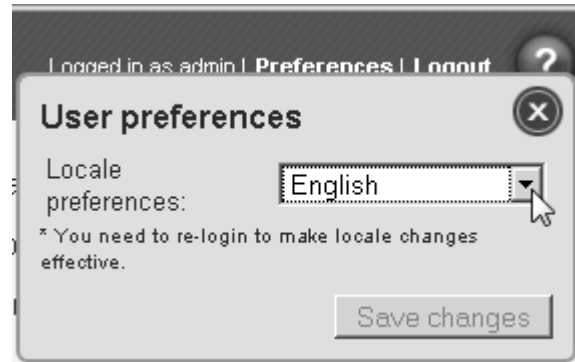 Logged in as admin | Preferences | Logout ?
User preferences
Locale
preferences:
English
* You need to re-login to make locale changes
effective.
Save changes